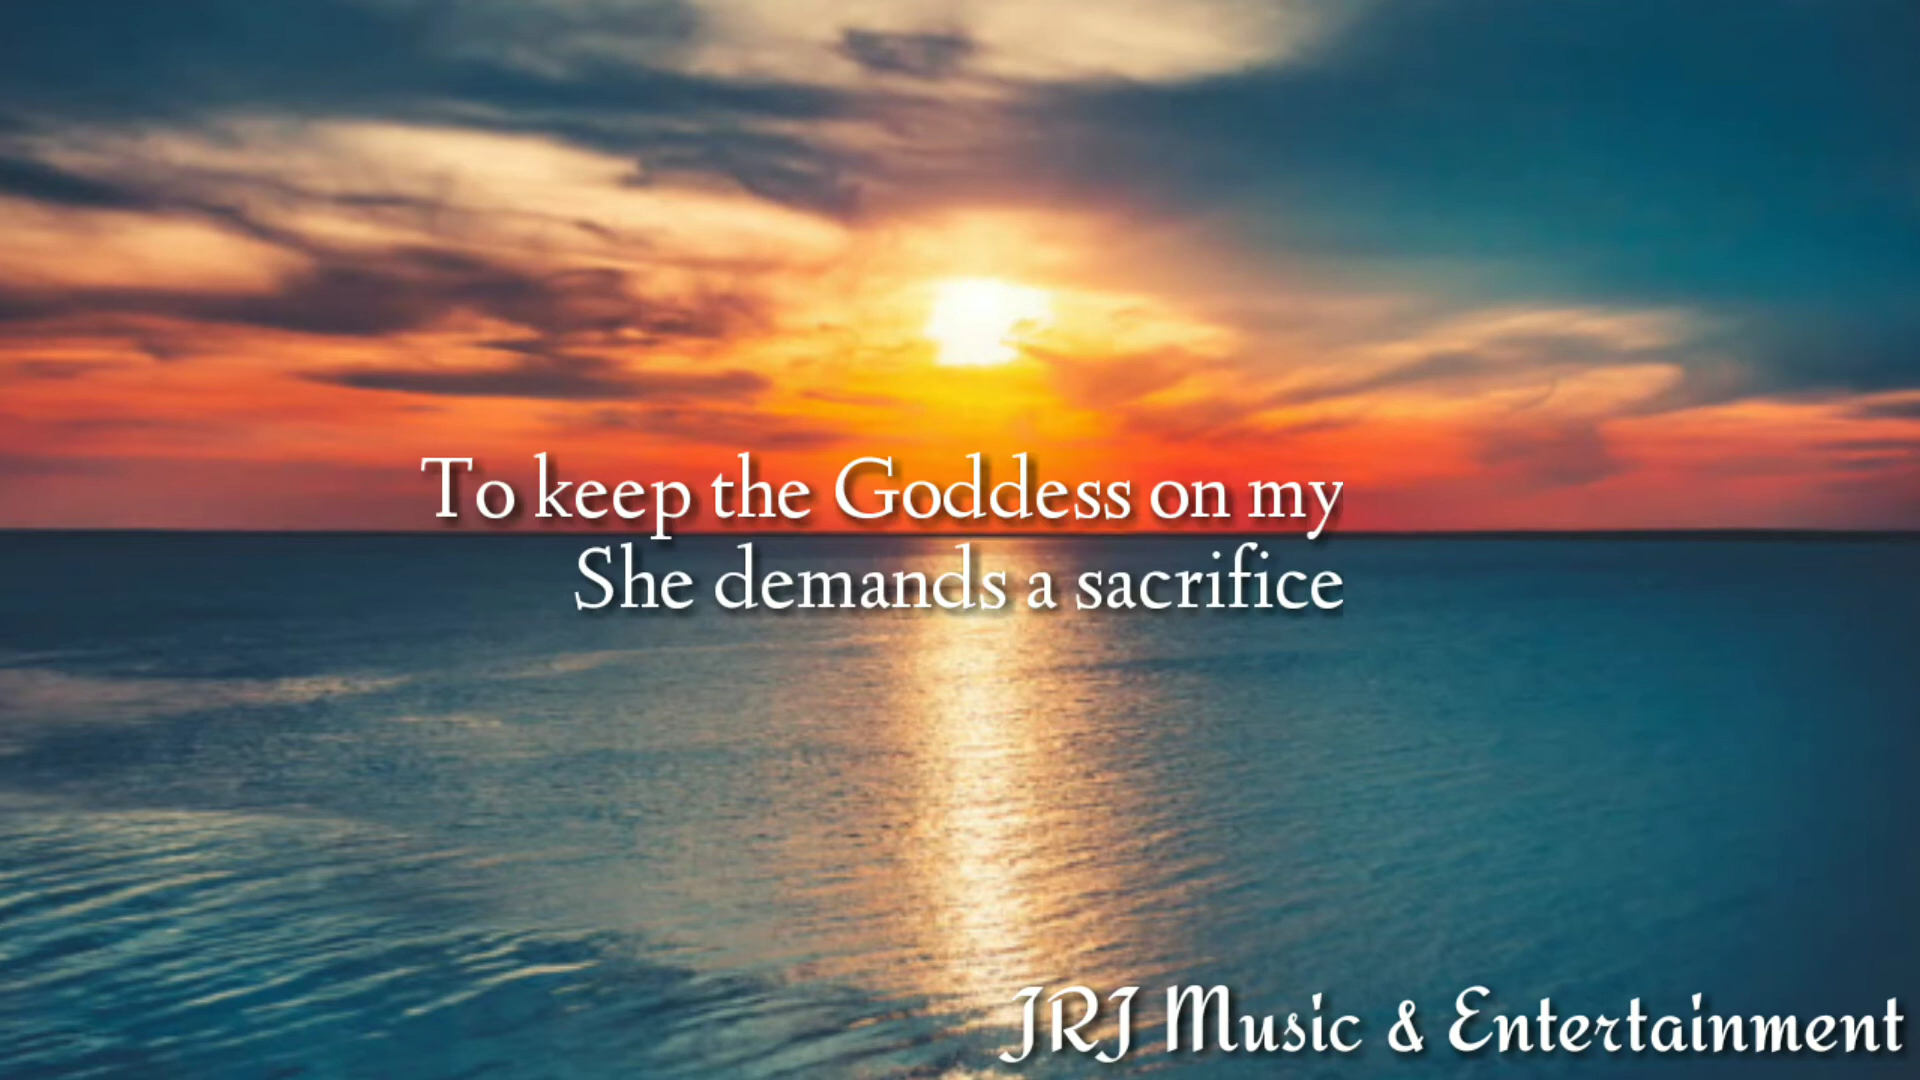 To keep the Goddess on my
She demands a sacrifice
JRJ Music & Entertainment